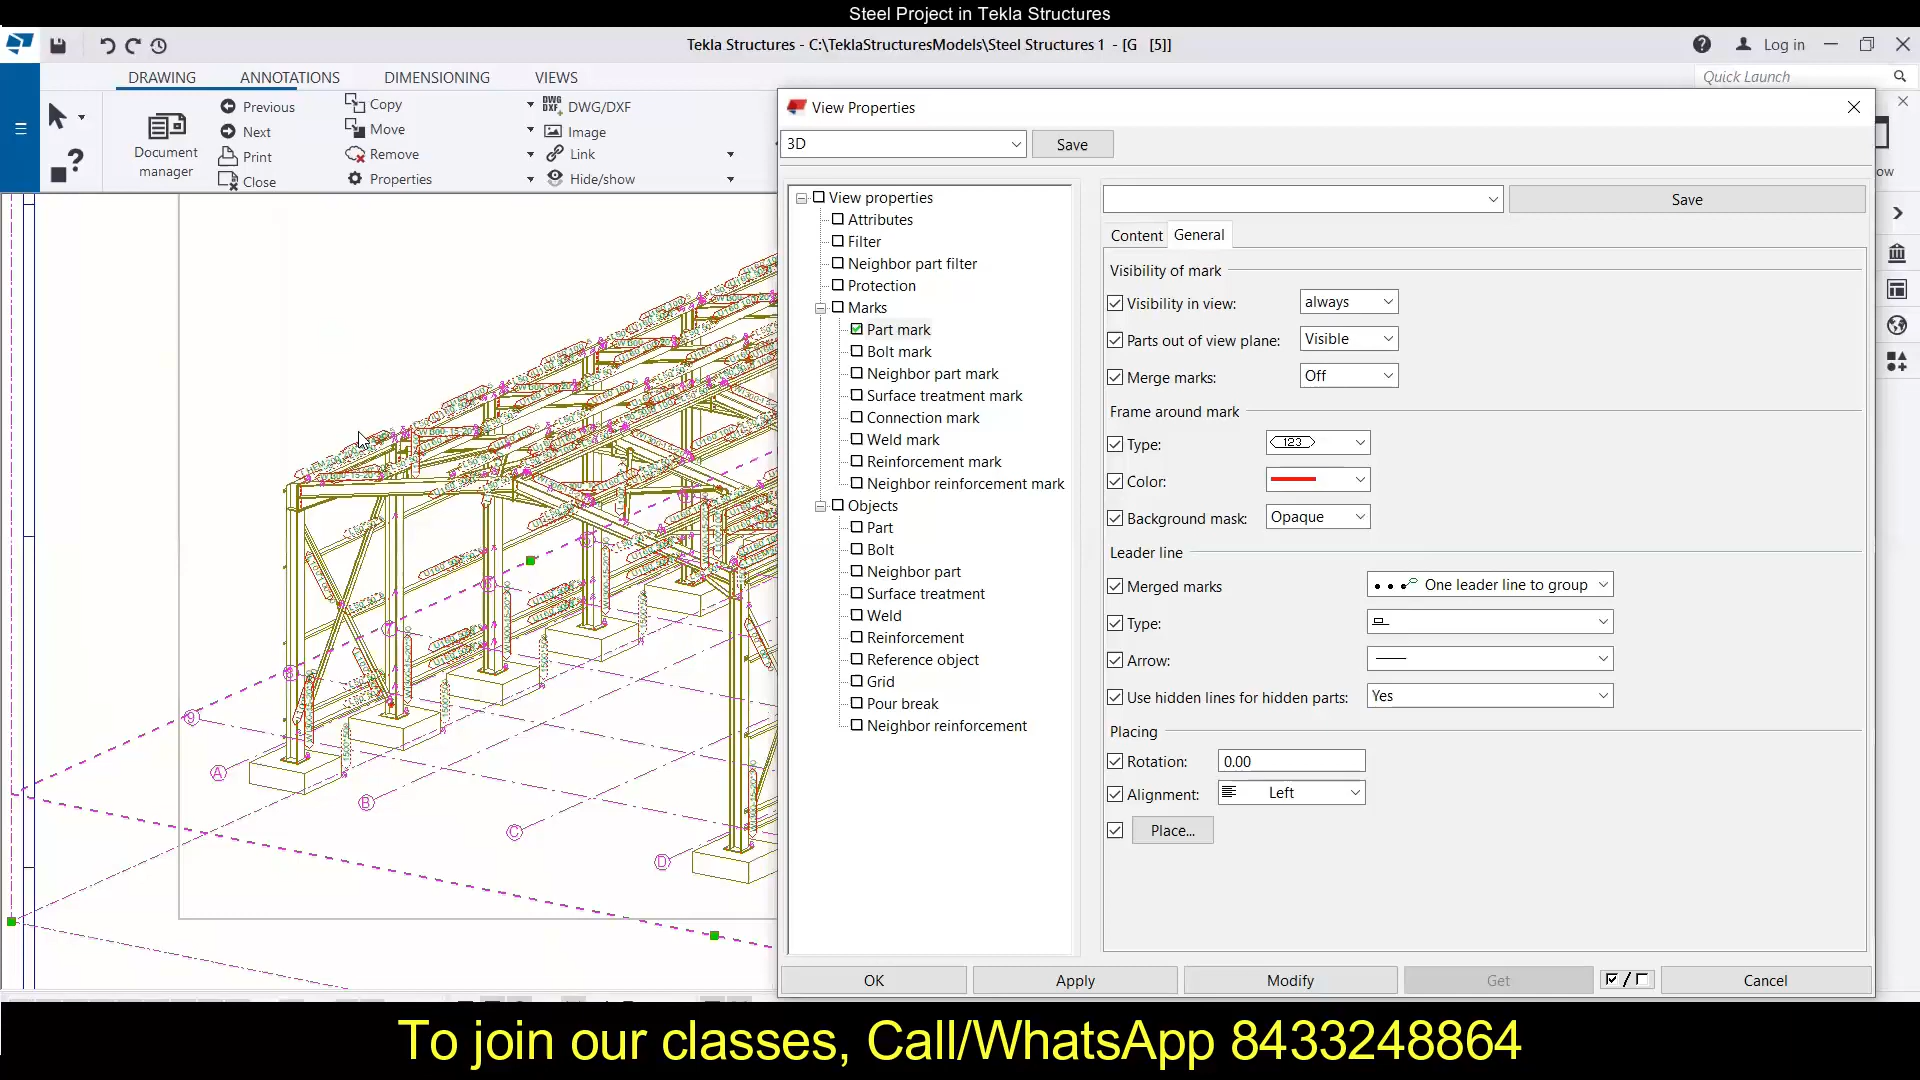 Steel Project in Tekla Structures
Tekla Structures - C:\TeklaStructuresModels\Steel Structures 1 - [G [5]]
Log in
DRAWING
ANNOTATIONS
DIMENSIONING
VIEWS
Quick Launch
Document manager
Previous
Next
Print
Close
Copy
Move
Remove
Properties
DWG DXF
DWG/DXF
Image
Link
Hide/show
ow
View Properties
3D
Save
View properties
Attributes
Filter
Neighbor part filter
Protection
Marks
Part mark
Bolt mark
Neighbor part mark
Surface treatment mark
Connection mark
Weld mark
Reinforcement mark
Neighbor reinforcement mark
Objects
Part
Bolt
Neighbor part
Surface treatment
Weld
Reinforcement
Reference object
Grid
Pour break
Neighbor reinforcement
Save
Content
General
Visibility of mark
Visibility in view: always
Parts out of view plane: Visible
Merge marks: Off
Frame around mark
Type: 123
Color:
Background mask: Opaque
Leader line
Merged marks One leader line to group
Type:
Arrow:
Use hidden lines for hidden parts: Yes
Placing
Rotation: 0.00
Alignment: Left
Place...
OK
Apply
Modify
Get
Cancel
7
8
9
A
B
C
D
To join our classes, Call/WhatsApp 8433248864